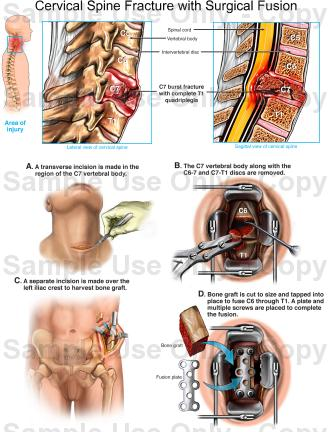 Cervical Spine Fracture with Surgical Fusion
Spinal cord
Vertebral body
Intervertebral disc
C6
C6
C7
C7
T1
T1
C7 burst fracture
with complete T1
quadriplegia
Area of
injury
Lateral view of cervical spine
Sagittal view of cervical spine
A. A transverse incision is made in the
region of the C7 vertebral body.
B. The C7 vertebral body along with the
C6-7 and C7-T1 discs are removed.
C6
T1
C. A separate incision is made over the
left iliac crest to harvest bone graft.
D. Bone graft is cut to size and tapped into
place to fuse C6 through T1. A plate and
multiple screws are placed to complete
the fusion.
Bone graft
Fusion plate
Sample Use Only - Copy